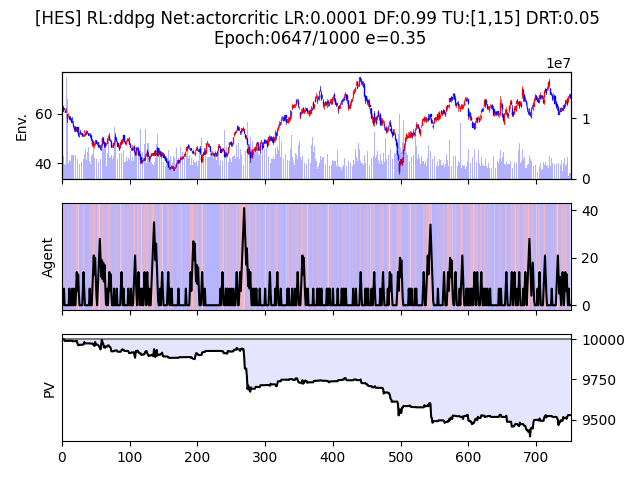 [HES] RL:ddpg Net:actorcritic LR:0.0001 DF:0.99 TU:[1,15] DRT:0.05
Epoch:0647/1000 e=0.35
1e7
Env.
60
40
1
0
Agent
40
20
0
PV
10000
9750
9500
0 100 200 300 400 500 600 700